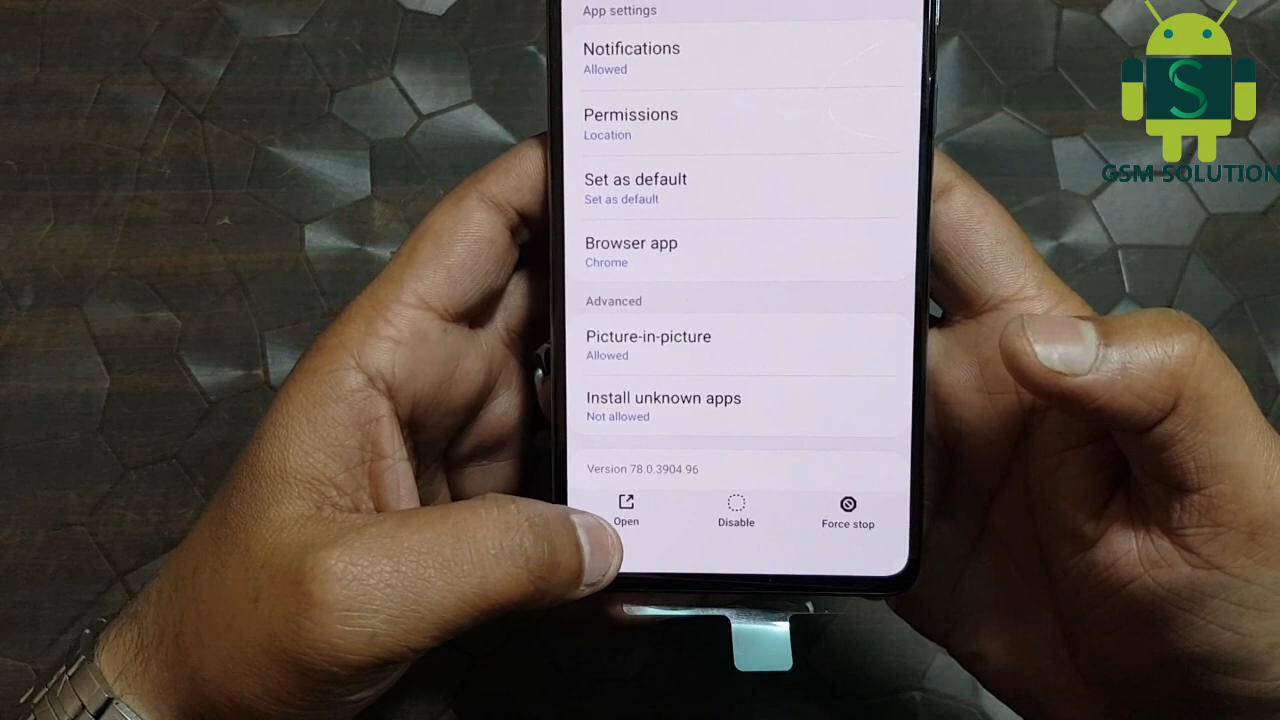 App settings
Notifications
Allowed
Permissions
Location
Set as default
Set as default
Browser app
Chrome
Advanced
Picture-in-picture
Allowed
Install unknown apps
Not allowed
Version 78.0.3904.96
Open
Disable
Force stop
S
GSM SOLUTION